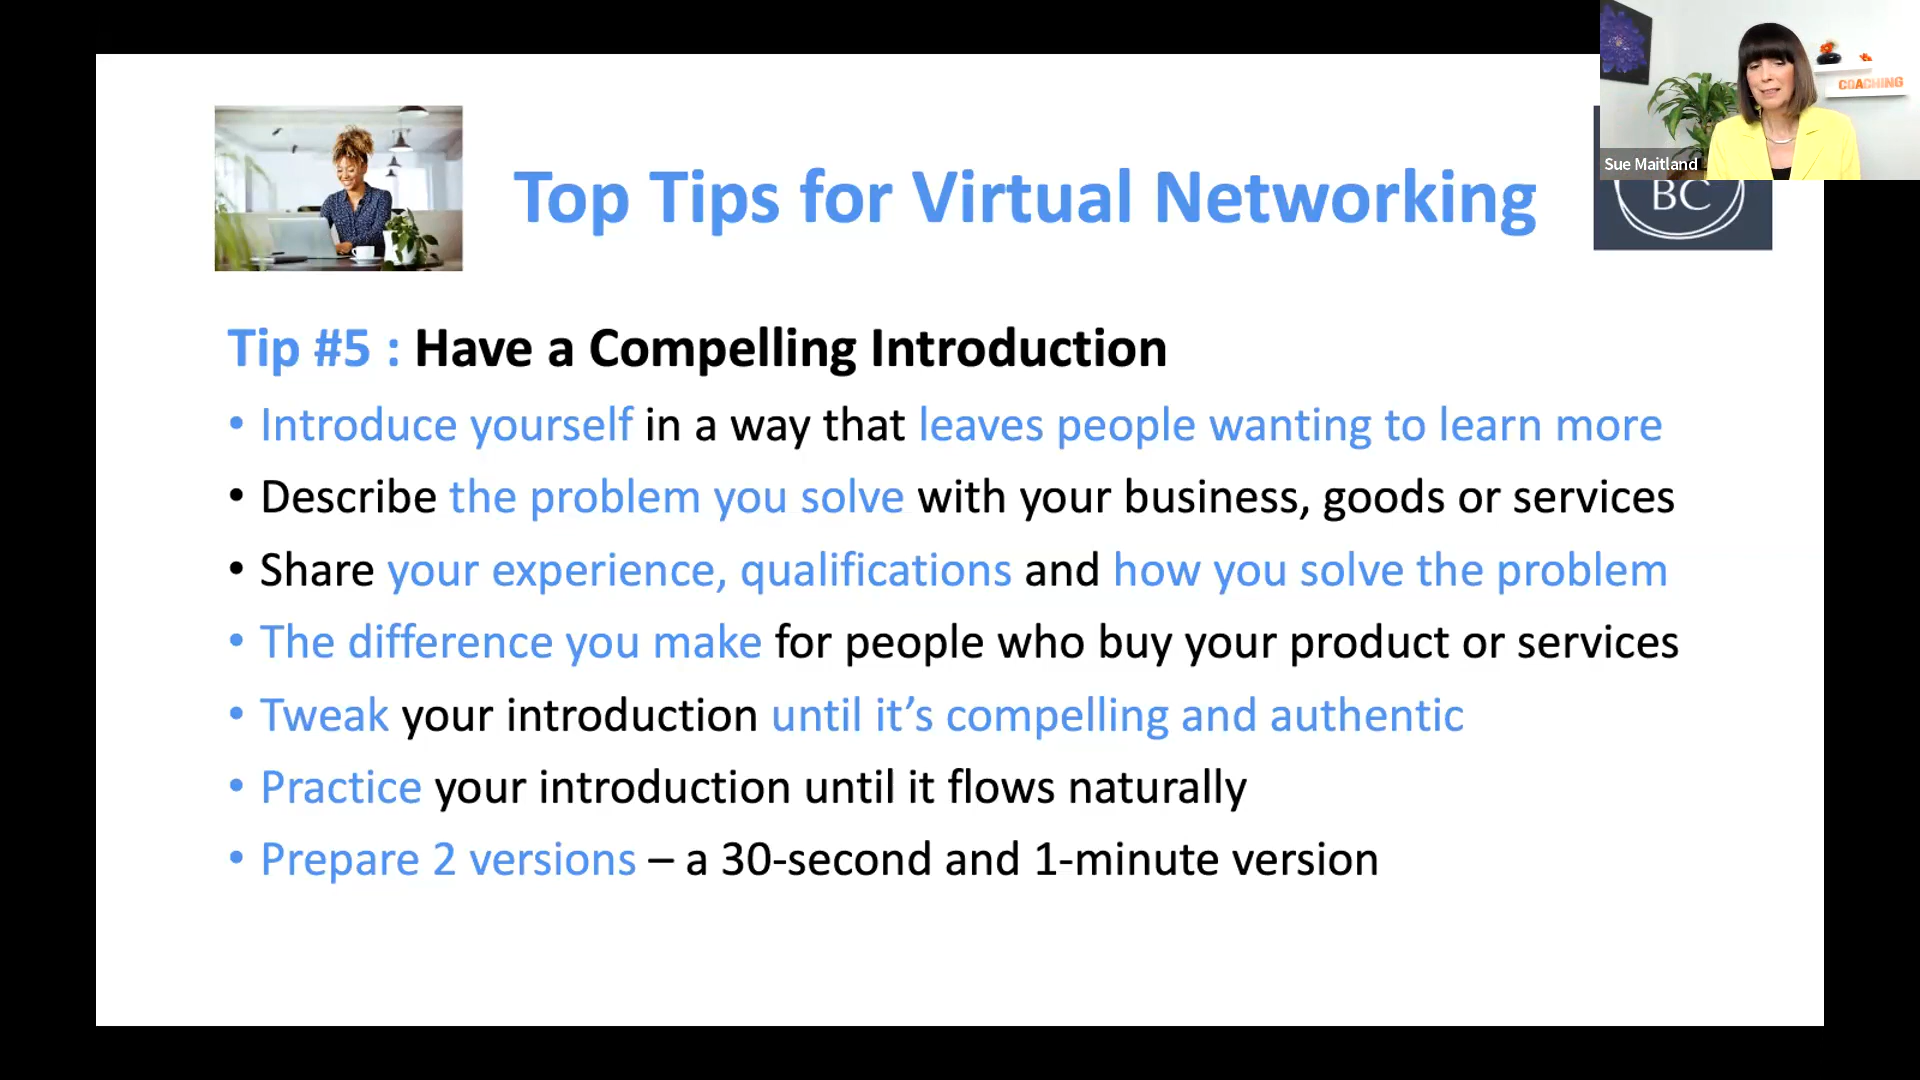 COACHING
Sue Maitland
BC
Top Tips for Virtual Networking
Tip #5 : Have a Compelling Introduction
• Introduce yourself in a way that leaves people wanting to learn more
• Describe the problem you solve with your business, goods or services
• Share your experience, qualifications and how you solve the problem
• The difference you make for people who buy your product or services
• Tweak your introduction until it’s compelling and authentic
• Practice your introduction until it flows naturally
• Prepare 2 versions – a 30-second and 1-minute version